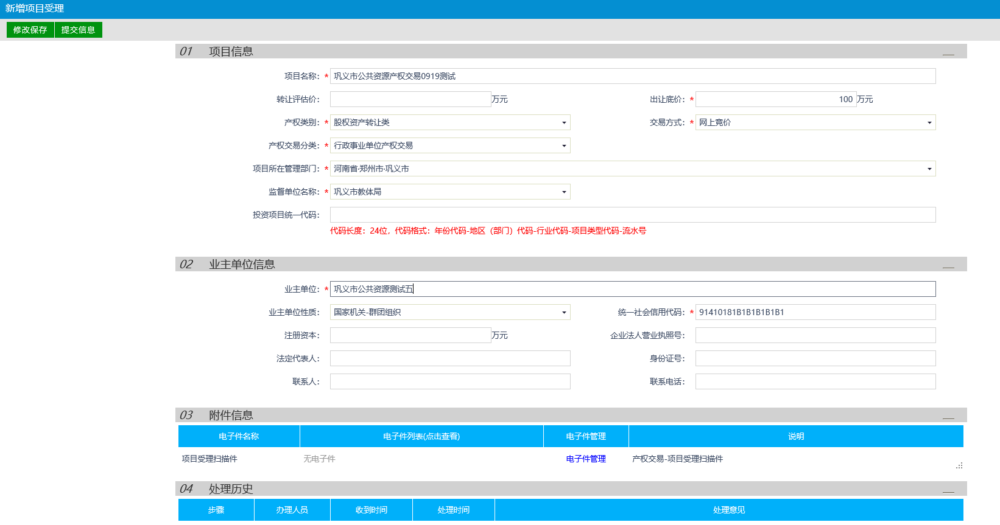 新增项目受理
修改保存 提交信息
01 项目信息
项目名称： * 巩义市公共资源产权交易0919测试
转让评估价： 万元 出让底价： * 100 万元
产权类别： * 股权资产转让类 交易方式： * 网上竞价
产权交易分类： * 行政事业单位产权交易
项目所在管理部门： * 河南省·郑州市·巩义市
监督单位名称： * 巩义市教体局
投资项目统一代码：
代码长度：24位，代码格式：年份代码-地区（部门）代码-行业代码-项目类型代码-流水号
02 业主单位信息
业主单位： * 巩义市公共资源测试五
业主单位性质： 国家机关-群团组织 统一社会信用代码： * 91410181B1B1B1B1B1
注册资本： 万元 企业法人营业执照号：
法定代表人： 身份证号：
联系人： 联系电话：
03 附件信息
电子件名称 电子件列表(点击查看) 电子件管理 说明
项目受理扫描件 无电子件 电子件管理 产权交易-项目受理扫描件
04 处理历史
步骤 办理人员 收到时间 处理时间 处理意见